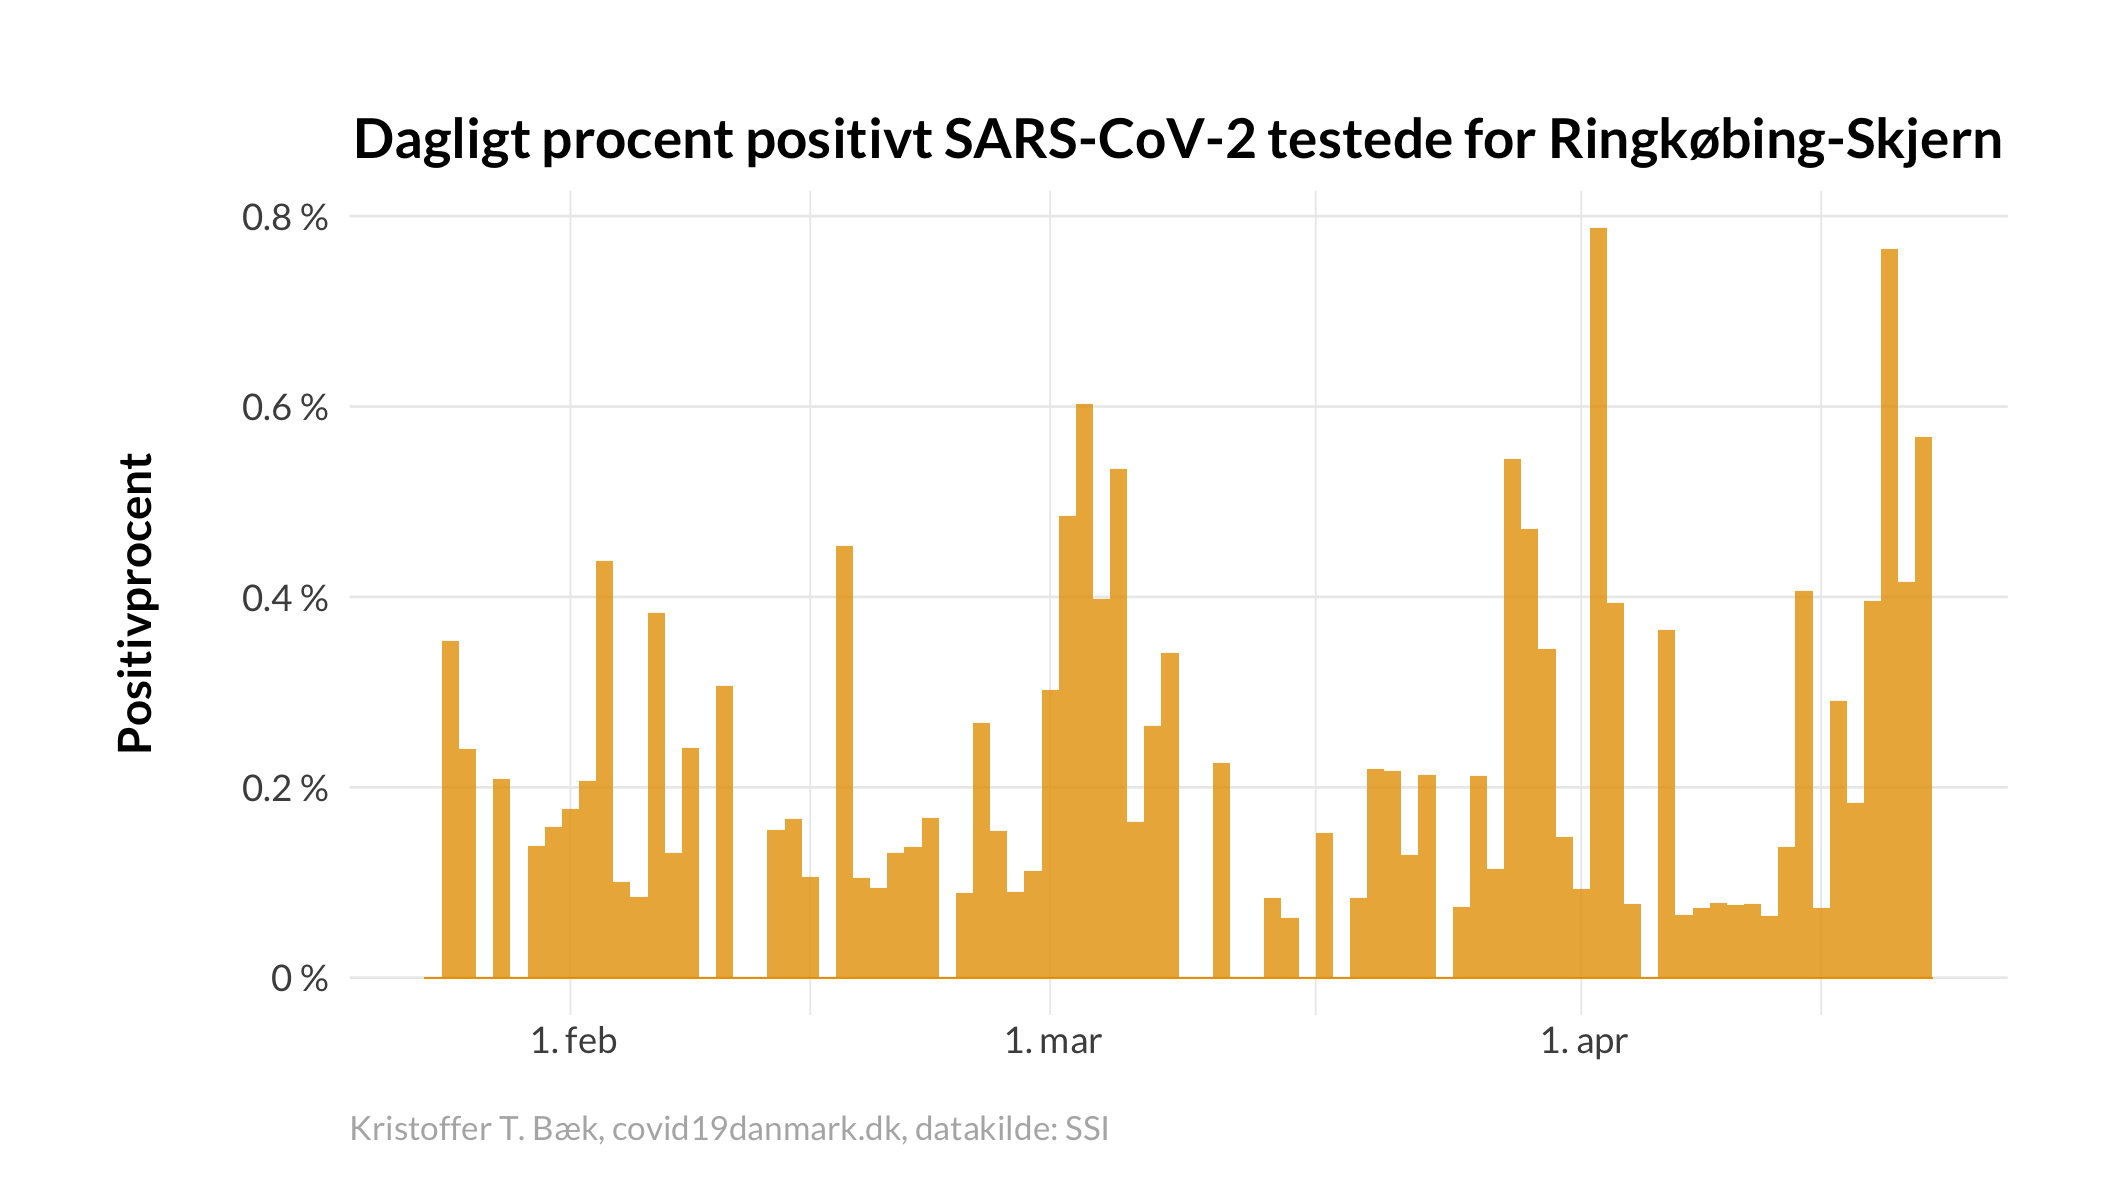 Dagligt procent positivt SARS-CoV-2 testede for Ringkøbing-Skjern
Positivprocent
0.8 %
0.6 %
0.4 %
0.2 %
0 %
1. feb
1. mar
1. apr
Kristoffer T. Bæk, covid19danmark.dk, datakilde: SSI